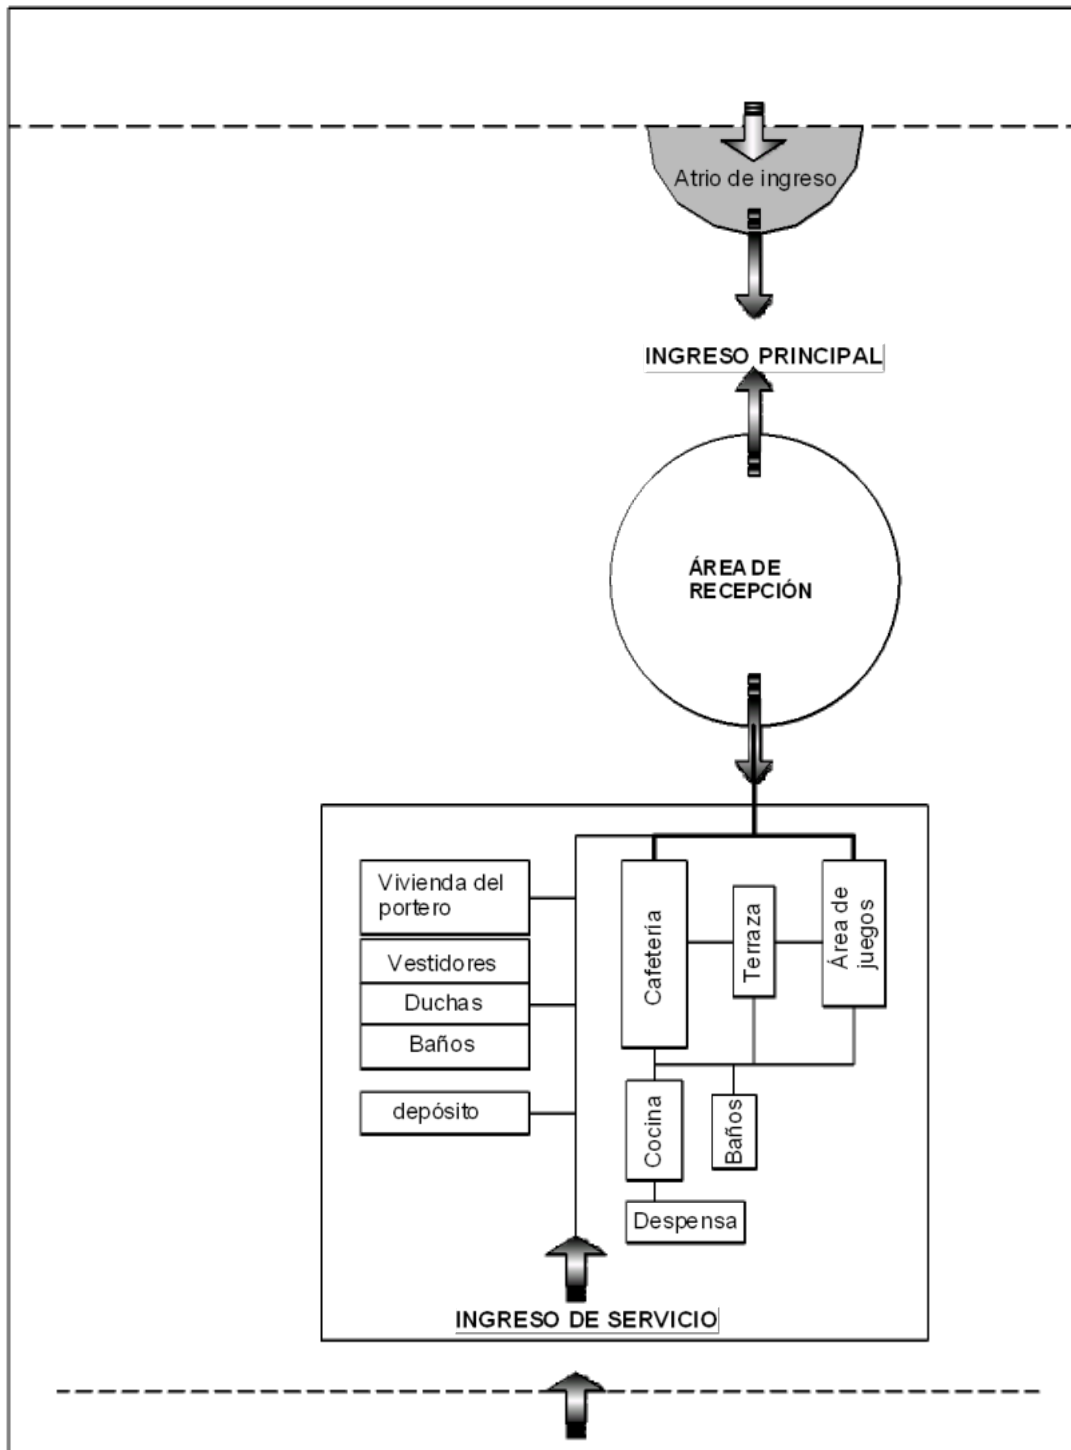 Atrio de ingreso
INGRESO PRINCIPAL
ÁREA DE
RECEPCIÓN
Vivienda del
portero
Vestidores
Duchas
Baños
depósito
Cafetería
Terraza
Área de
juegos
Cocina
Baños
Despensa
INGRESO DE SERVICIO